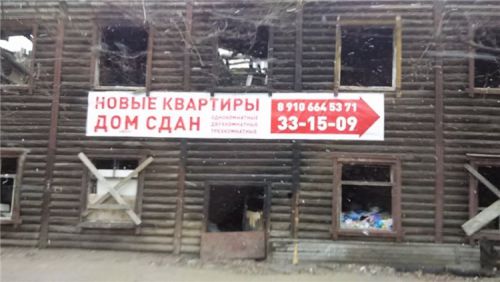 НОВЫЕ КВАРТИРЫ
ДОМ СДАН
ОДНОКОМНАТНЫЕ
ДВУХКОМНАТНЫЕ
ТРЕХКОМНАТНЫЕ
8 910 664 53 71
33-15-09